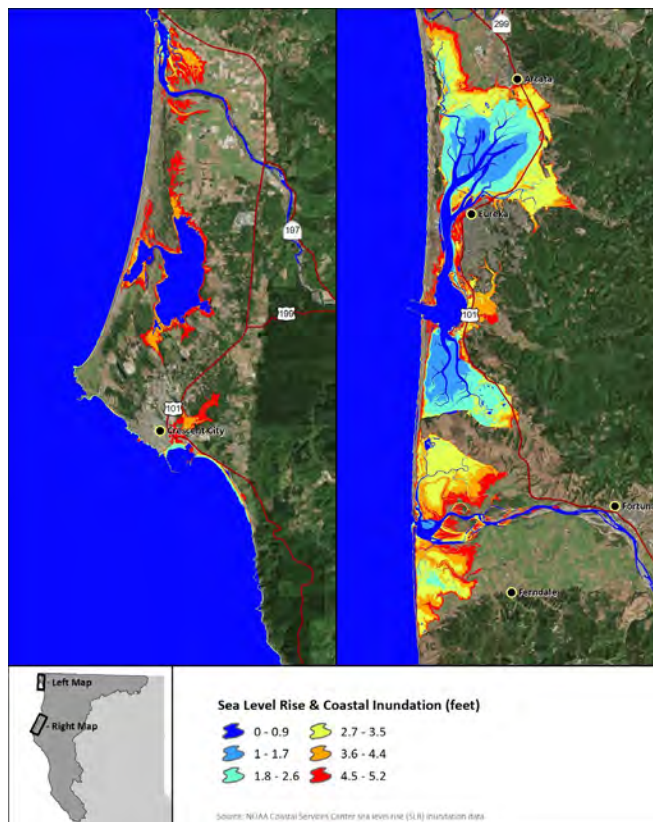 299
Arcata
Eureka
197
199
101
101
Crescent City
Fortun
Ferndale
- Left Map
- Right Map
Sea Level Rise & Coastal Inundation (feet)
0 - 0.9
2.7 - 3.5
1 - 1.7
3.6 - 4.4
1.8 - 2.6
4.5 - 5.2
Source: NOAA Coastal Services Center sea level rise (SLR) inundation data